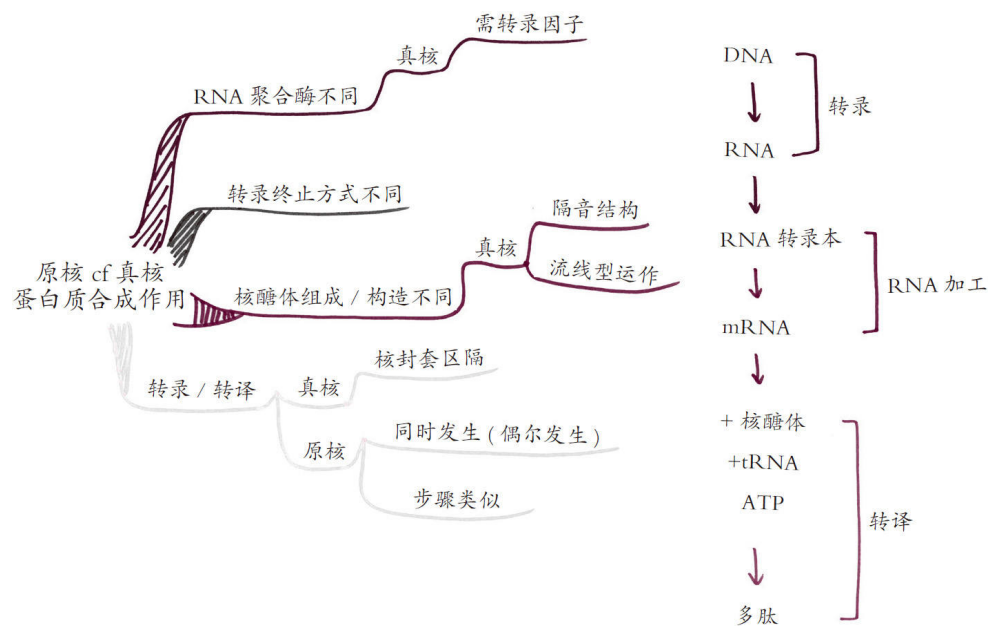 需转录因子
真核
RNA 聚合酶不同
转录终止方式不同
隔音结构
真核
流线型运作
原核 cf 真核
蛋白质合成作用
核醣体组成 / 构造不同
核封套区隔
转录 / 转译
真核
同时发生 ( 偶尔发生 )
原核
步骤类似
DNA
转录
RNA
RNA 转录本
RNA 加工
mRNA
+ 核醣体
+tRNA
ATP
转译
多肽